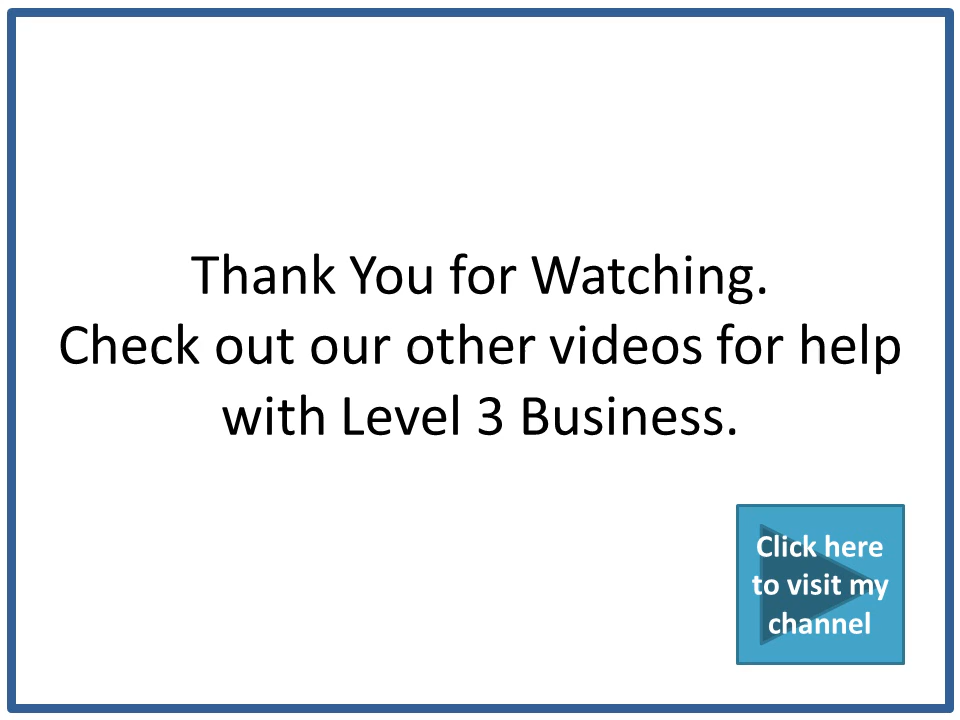 Thank You for Watching.
Check out our other videos for help
with Level 3 Business.
Click here
to visit my
channel